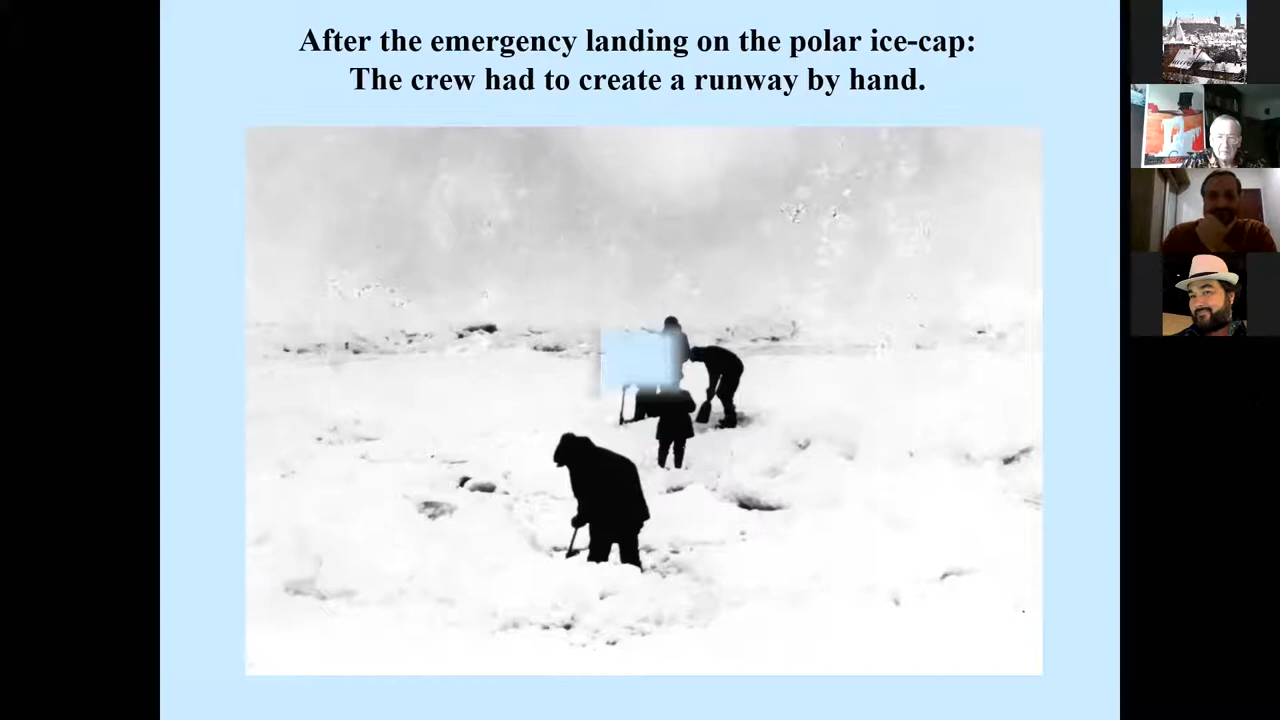 After the emergency landing on the polar ice-cap:
The crew had to create a runway by hand.